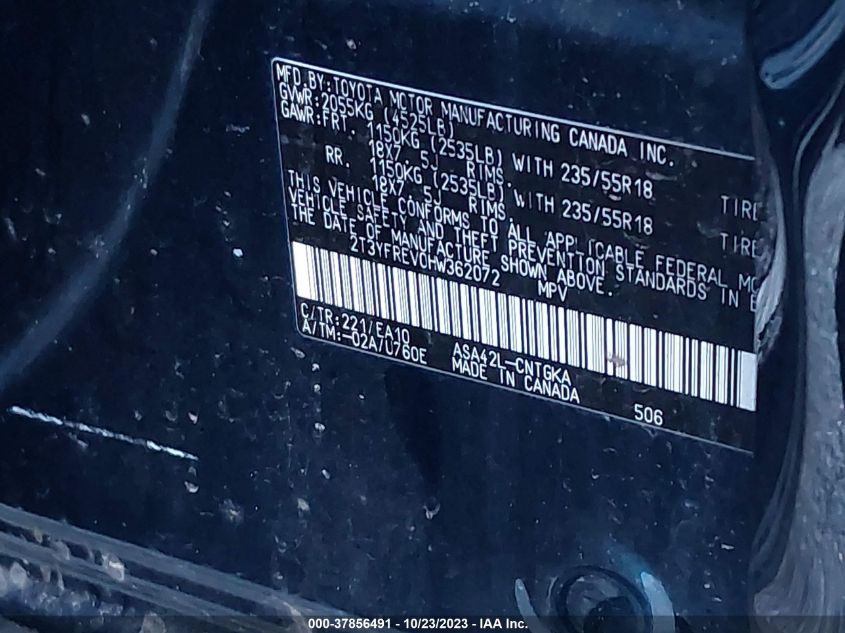 MFD.BY:TOYOTA MOTOR MANUFACTURING CANADA INC.
GVWR:2055KG (4525LB)
GAWR:FRT. 1150KG (2535LB) WITH 235/55R18 TIRE
18X7.5J RIMS.
RR. 1150KG (2535LB) WITH 235/55R18 TIRE
18X7.5J RIMS.
THIS VEHICLE CONFORMS TO ALL APPLICABLE FEDERAL MO
VEHICLE SAFETY AND THEFT PREVENTION STANDARDS IN E
THE DATE OF MANUFACTURE SHOWN ABOVE.
2T3YFREV0HW362072 MPV
C/TR:221/EA10 ASA42L-CNTGKA
A/TM:-02A/U760E MADE IN CANADA 506
000-37856491 - 10/23/2023 - IAA Inc.